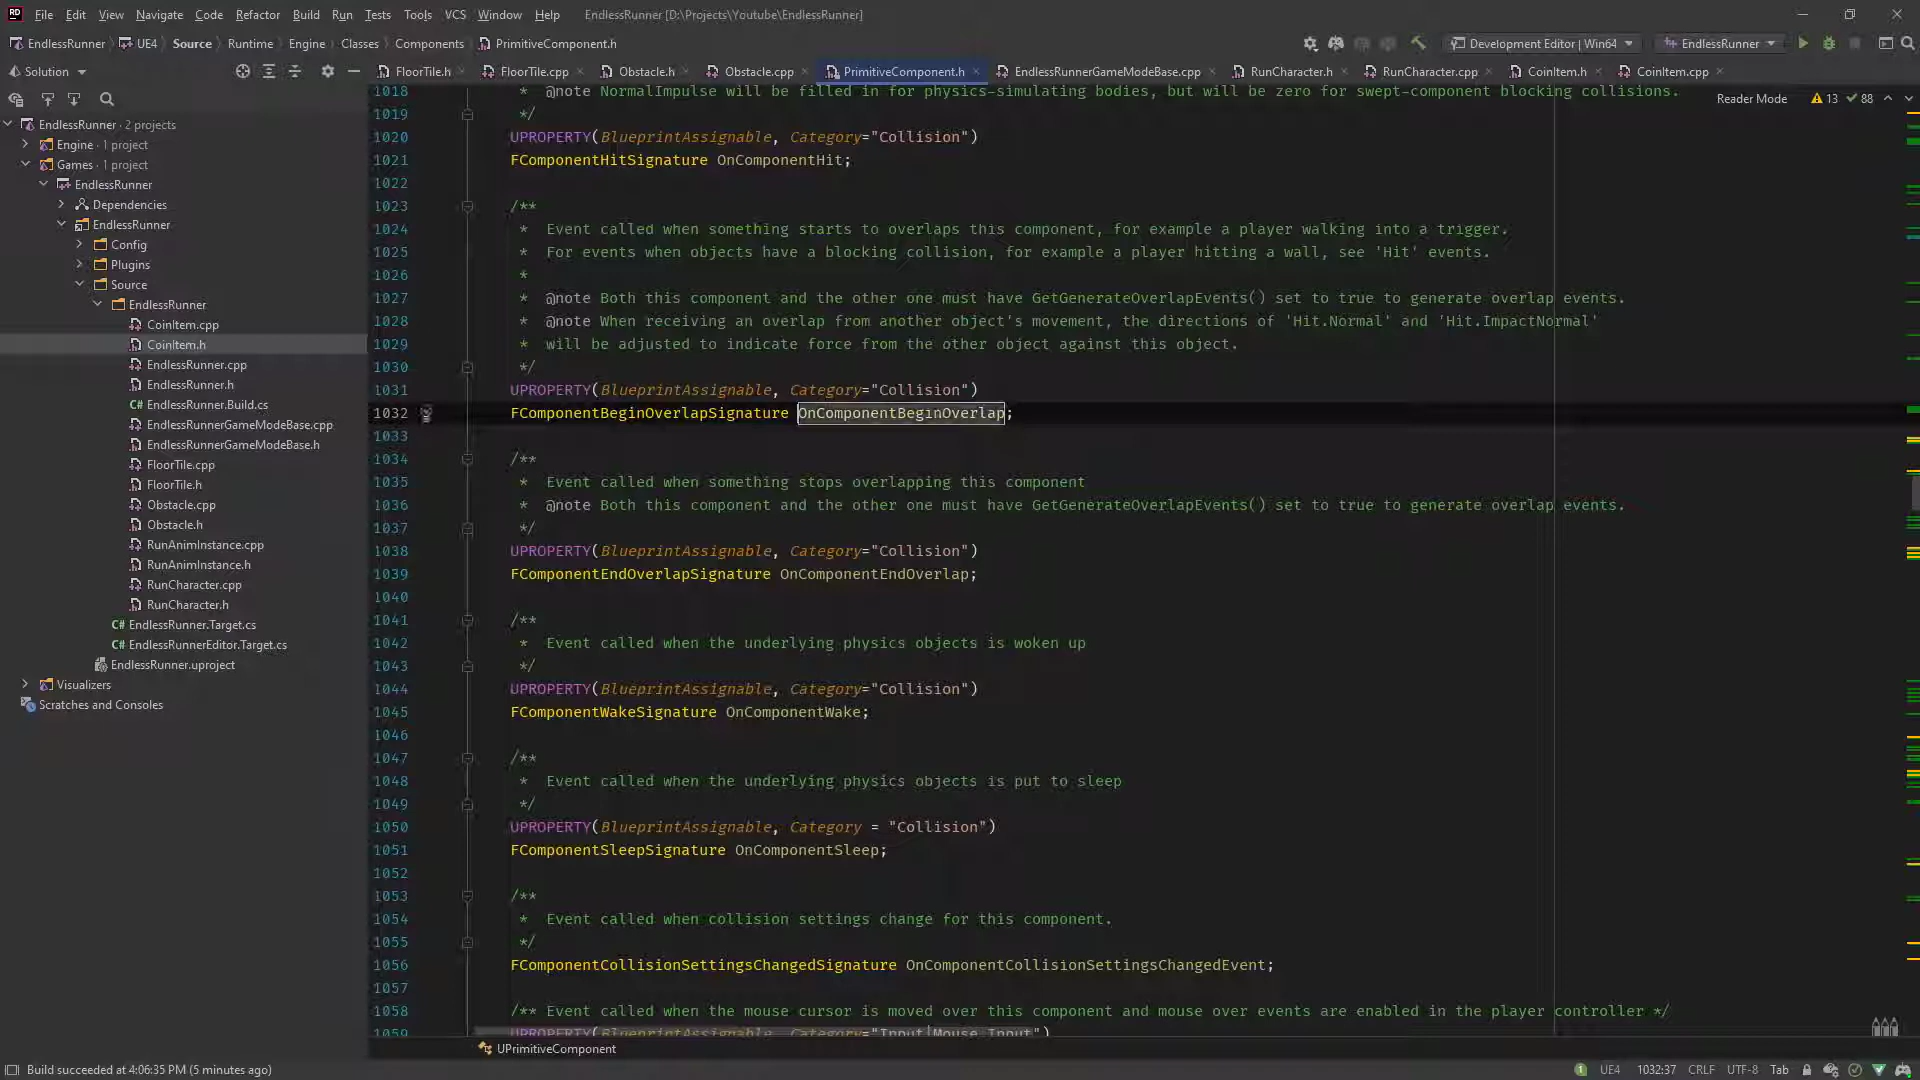 File Edit View Navigate Code Refactor Build Run Tests Tools VCS Window Help EndlessRunner [D:\Projects\Youtube\EndlessRunner]
EndlessRunner UE4 Source Runtime Engine Classes Components PrimitiveComponent.h Development Editor | Win64 EndlessRunner
Solution FloorTile.h FloorTile.cpp Obstacle.h Obstacle.cpp PrimitiveComponent.h EndlessRunnerGameModeBase.cpp RunCharacter.h RunCharacter.cpp CoinItem.h CoinItem.cpp
Reader Mode 13 88
EndlessRunner · 2 projects
Engine · 1 project
Games · 1 project
EndlessRunner
Dependencies
EndlessRunner
Config
Plugins
Source
EndlessRunner
CoinItem.cpp
CoinItem.h
EndlessRunner.cpp
EndlessRunner.h
C# EndlessRunner.Build.cs
EndlessRunnerGameModeBase.cpp
EndlessRunnerGameModeBase.h
FloorTile.cpp
FloorTile.h
Obstacle.cpp
Obstacle.h
RunAnimInstance.cpp
RunAnimInstance.h
RunCharacter.cpp
RunCharacter.h
C# EndlessRunner.Target.cs
C# EndlessRunnerEditor.Target.cs
EndlessRunner.uproject
Visualizers
Scratches and Consoles
1018 * @note NormalImpulse will be filled in for physics-simulating bodies, but will be zero for swept-component blocking collisions.
1019 */
1020 UPROPERTY(BlueprintAssignable, Category="Collision")
1021 FComponentHitSignature OnComponentHit;
1022
1023 /**
1024 * Event called when something starts to overlaps this component, for example a player walking into a trigger.
1025 * For events when objects have a blocking collision, for example a player hitting a wall, see 'Hit' events.
1026 *
1027 * @note Both this component and the other one must have GetGenerateOverlapEvents() set to true to generate overlap events.
1028 * @note When receiving an overlap from another object's movement, the directions of 'Hit.Normal' and 'Hit.ImpactNormal'
1029 * will be adjusted to indicate force from the other object against this object.
1030 */
1031 UPROPERTY(BlueprintAssignable, Category="Collision")
1032 FComponentBeginOverlapSignature OnComponentBeginOverlap;
1033
1034 /**
1035 * Event called when something stops overlapping this component
1036 * @note Both this component and the other one must have GetGenerateOverlapEvents() set to true to generate overlap events.
1037 */
1038 UPROPERTY(BlueprintAssignable, Category="Collision")
1039 FComponentEndOverlapSignature OnComponentEndOverlap;
1040
1041 /**
1042 * Event called when the underlying physics objects is woken up
1043 */
1044 UPROPERTY(BlueprintAssignable, Category="Collision")
1045 FComponentWakeSignature OnComponentWake;
1046
1047 /**
1048 * Event called when the underlying physics objects is put to sleep
1049 */
1050 UPROPERTY(BlueprintAssignable, Category = "Collision")
1051 FComponentSleepSignature OnComponentSleep;
1052
1053 /**
1054 * Event called when collision settings change for this component.
1055 */
1056 FComponentCollisionSettingsChangedSignature OnComponentCollisionSettingsChangedEvent;
1057
1058 /** Event called when the mouse cursor is moved over this component and mouse over events are enabled in the player controller */
1059 UPROPERTY(BlueprintAssignable, Category="Input|Mouse Input")
UPrimitiveComponent
Build succeeded at 4:06:35 PM (5 minutes ago) 1 UE4 1032:37 CRLF UTF-8 Tab